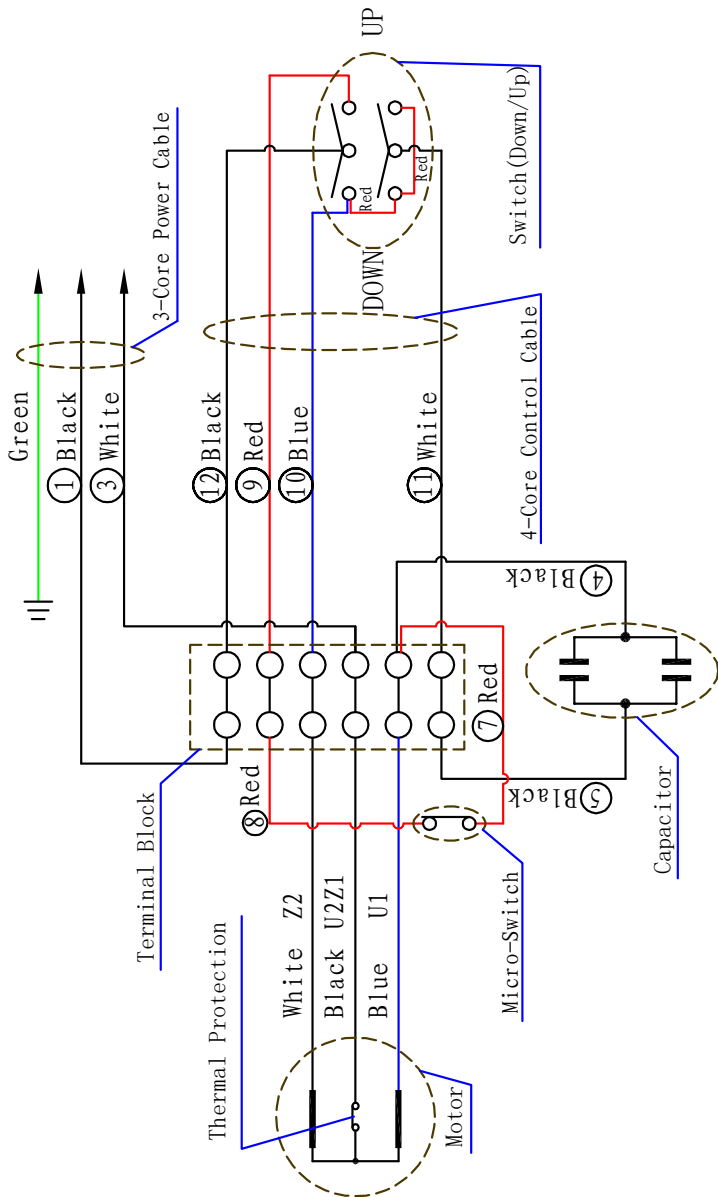 Green
① Black
③ White
3-Core Power Cable
⑫ Black
⑨ Red
⑩ Blue
⑪ White
4-Core Control Cable
UP
DOWN
Red
Red
Switch(Down/Up)
Terminal Block
⑧ Red
⑦ Red
④ Black
⑤ Black
Capacitor
Micro-Switch
White Z2
Black U2Z1
Blue U1
Thermal Protection
Motor